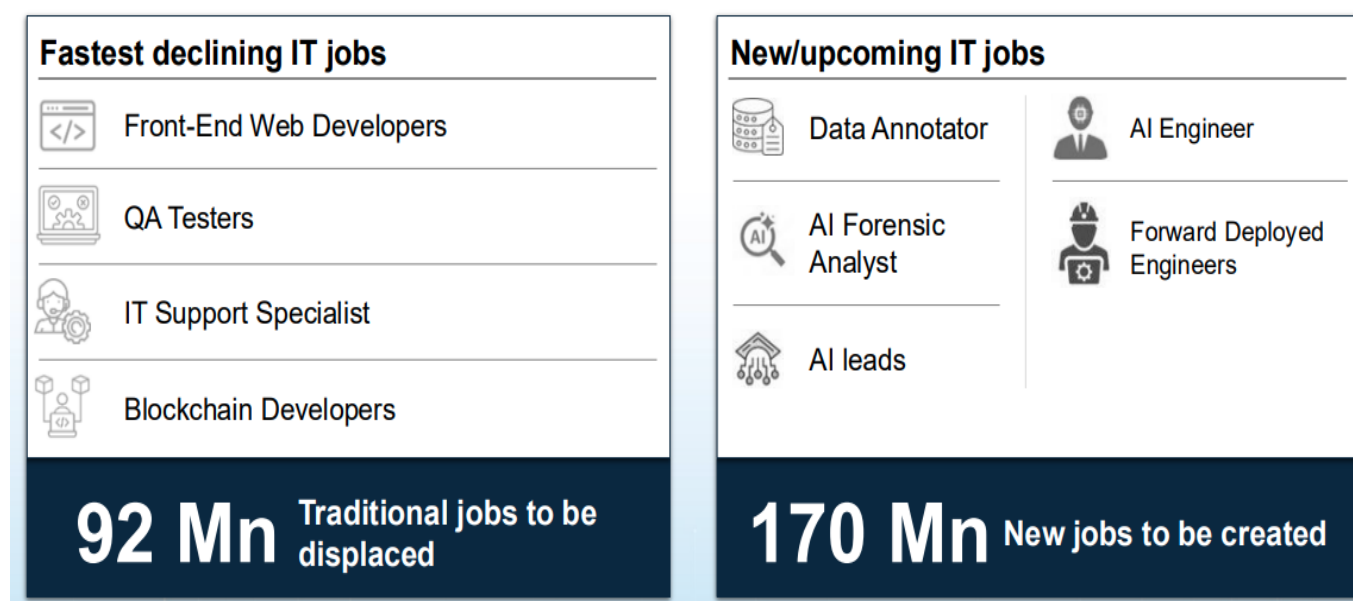 Fastest declining IT jobs
Front-End Web Developers
QA Testers
IT Support Specialist
Blockchain Developers
92 Mn
Traditional jobs to be
displaced
New/upcoming IT jobs
Data Annotator
AI Forensic
Analyst
AI leads
AI Engineer
Forward Deployed
Engineers
170 Mn
New jobs to be created